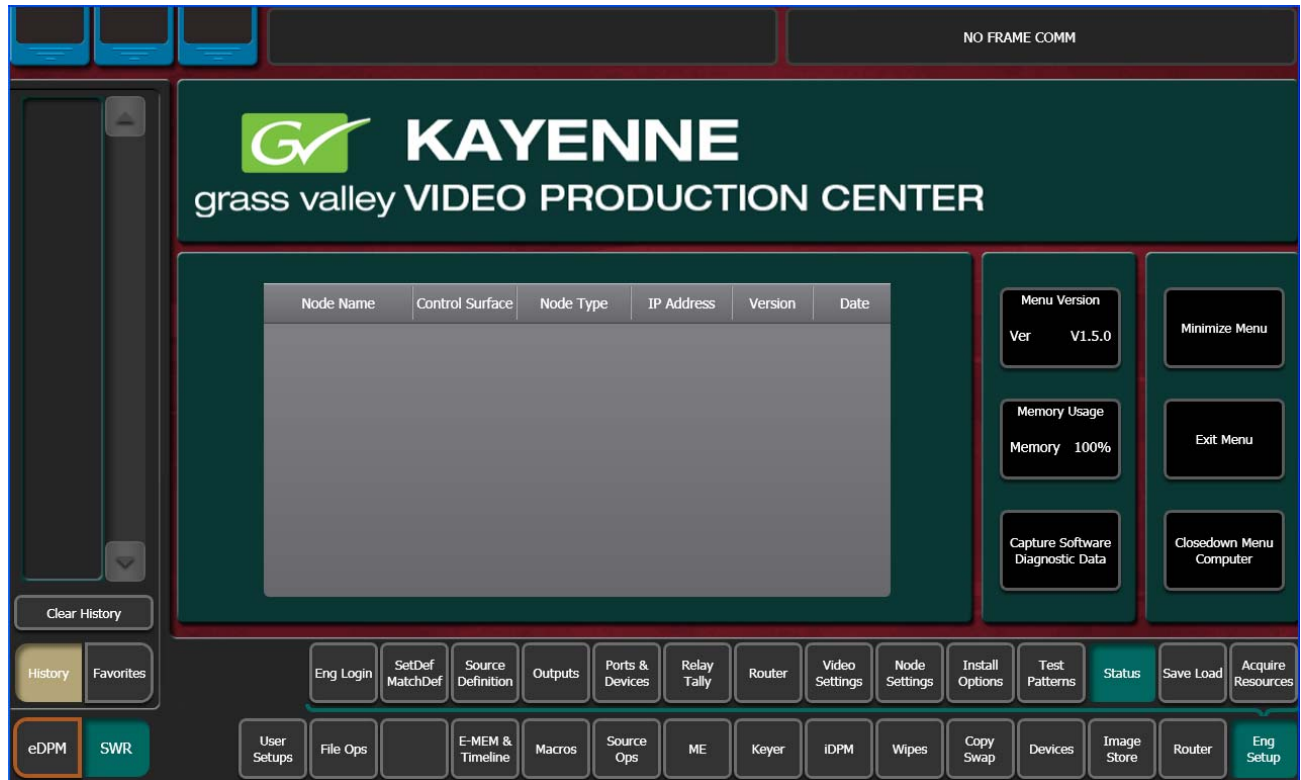 NO FRAME COMM
GV KAYENNE
grass valley VIDEO PRODUCTION CENTER
Node Name Control Surface Node Type IP Address Version Date
Menu Version
Ver V1.5.0
Minimize Menu
Memory Usage
Memory 100%
Exit Menu
Capture Software
Diagnostic Data
Closedown Menu
Computer
Clear History
History Favorites
Eng Login
SetDef
MatchDef
Source
Definition
Outputs
Ports &
Devices
Relay
Tally
Router
Video
Settings
Node
Settings
Install
Options
Test
Patterns
Status
Save Load
Acquire
Resources
eDPM SWR
User
Setups
File Ops
E-MEM &
Timeline
Macros
Source
Ops
ME
Keyer
iDPM
Wipes
Copy
Swap
Devices
Image
Store
Router
Eng
Setup